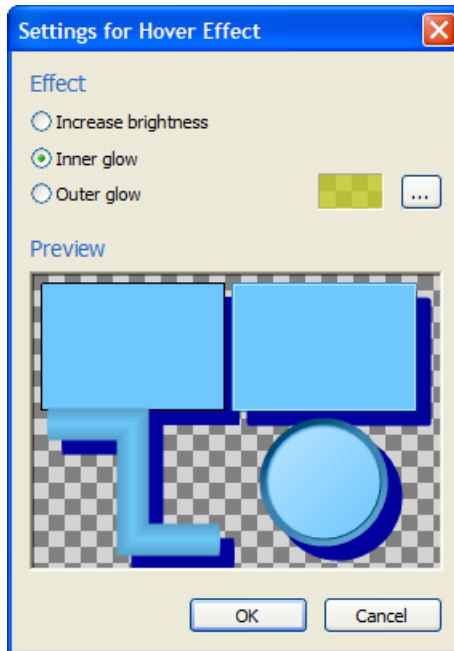 Settings for Hover Effect
Effect
Increase brightness
Inner glow
Outer glow
...
Preview
OK
Cancel